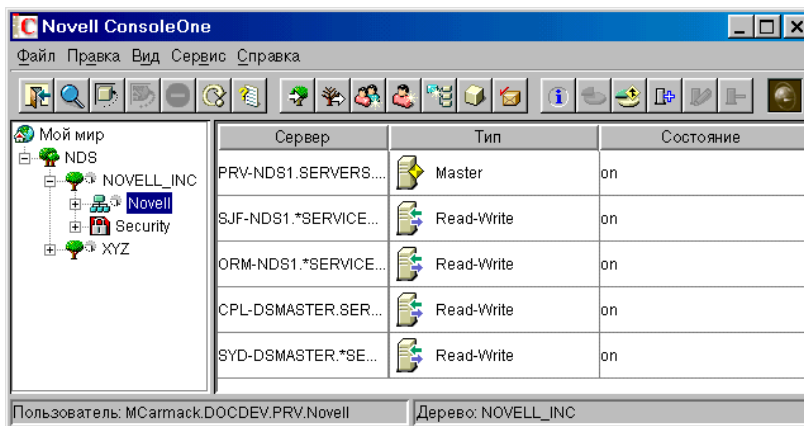 Novell ConsoleOne
Файл Правка Вид Сервис Справка
Мой мир
NDS
NOVELL_INC
Novell
Security
XYZ
Сервер Тип Состояние
PRV-NDS1.SERVERS.... Master on
SJF-NDS1.*SERVICE... Read-Write on
ORM-NDS1.*SERVICE... Read-Write on
CPL-DSMASTER.SER... Read-Write on
SYD-DSMASTER.*SE... Read-Write on
Пользователь: MCarmack.DOCDEV.PRV.Novell Дерево: NOVELL_INC